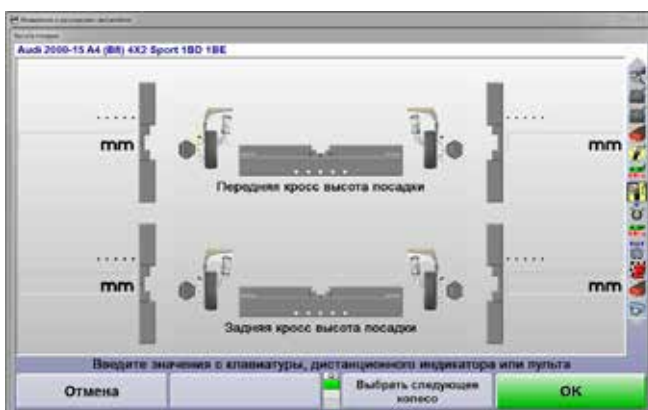 Audi 2000-15 A4 (B8) 4X2 Sport 1BD 1BE
mm
mm
Передняя кросс высота посадки
mm
mm
Задняя кросс высота посадки
Введите значения с клавиатуры, дистанционного индикатора или пульта
Отмена
Выбрать следующее
колесо
OK